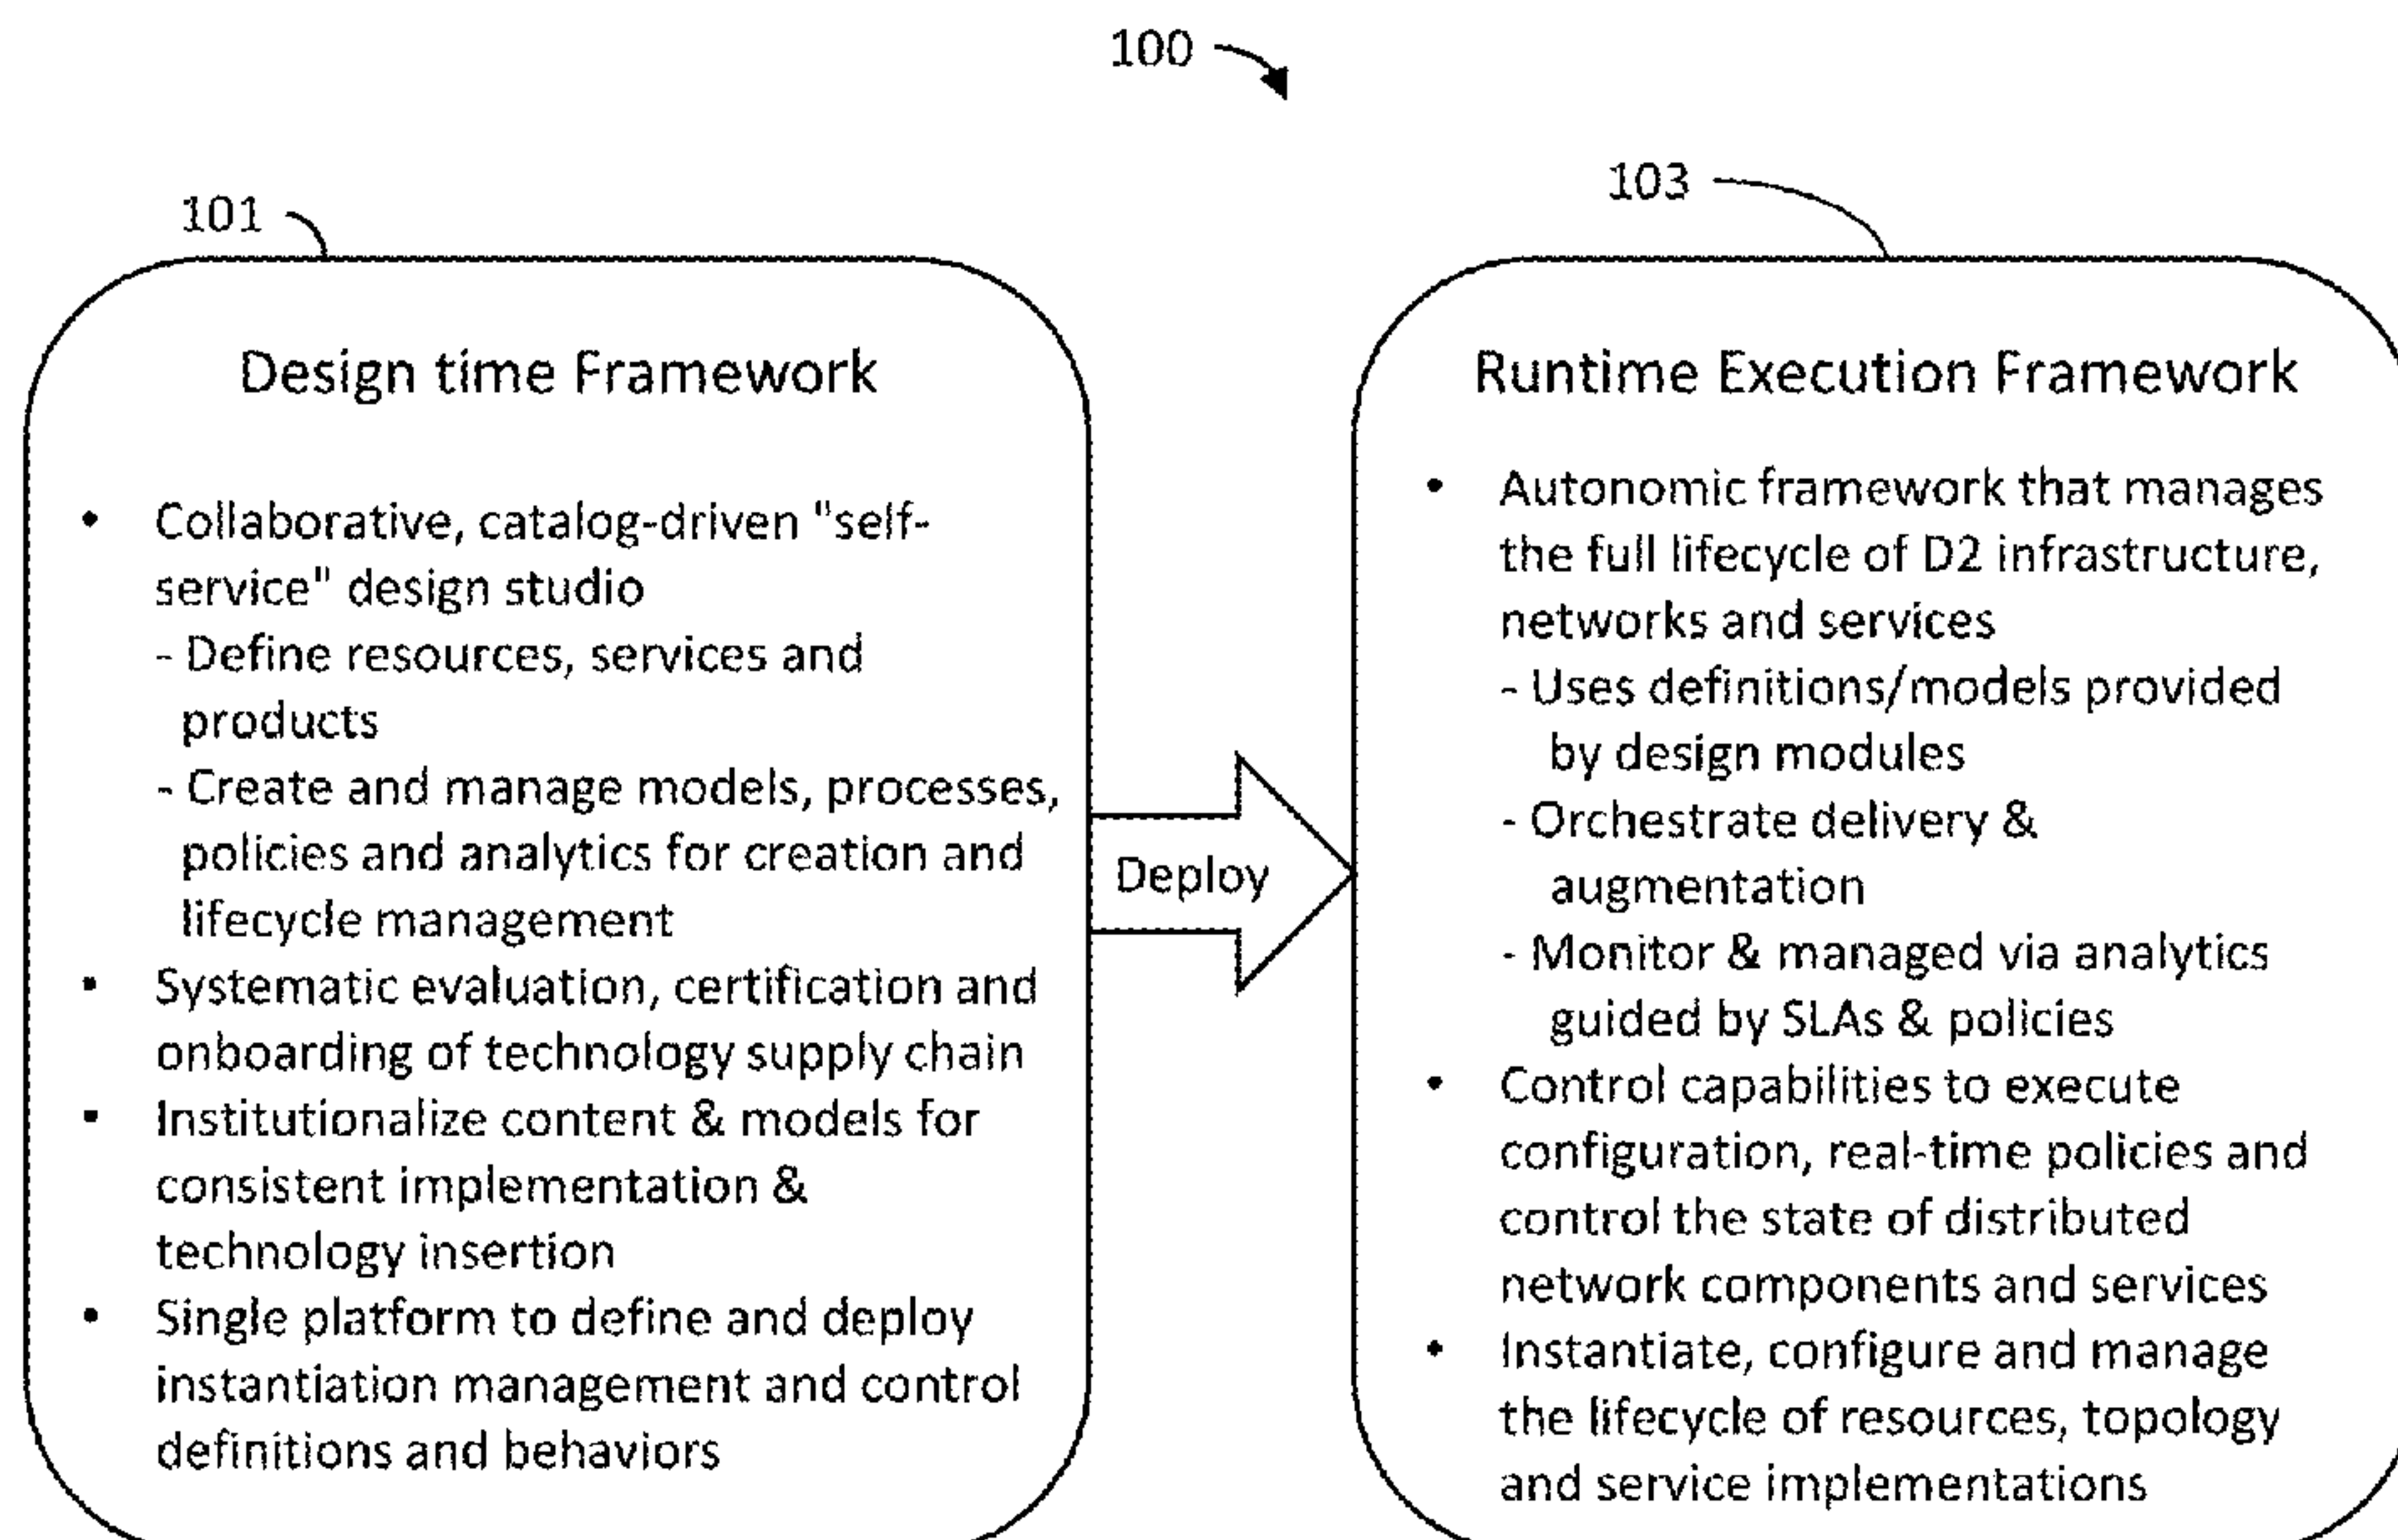 100
101
103
Design time Framework
• Collaborative, catalog-driven "self-
service" design studio
- Define resources, services and
products
- Create and manage models, processes,
policies and analytics for creation and
lifecycle management
• Systematic evaluation, certification and
onboarding of technology supply chain
• Institutionalize content & models for
consistent implementation &
technology insertion
• Single platform to define and deploy
instantiation management and control
definitions and behaviors
Deploy
Runtime Execution Framework
• Autonomic framework that manages
the full lifecycle of D2 infrastructure,
networks and services
- Uses definitions/models provided
by design modules
- Orchestrate delivery &
augmentation
- Monitor & managed via analytics
guided by SLAs & policies
• Control capabilities to execute
configuration, real-time policies and
control the state of distributed
network components and services
• Instantiate, configure and manage
the lifecycle of resources, topology
and service implementations